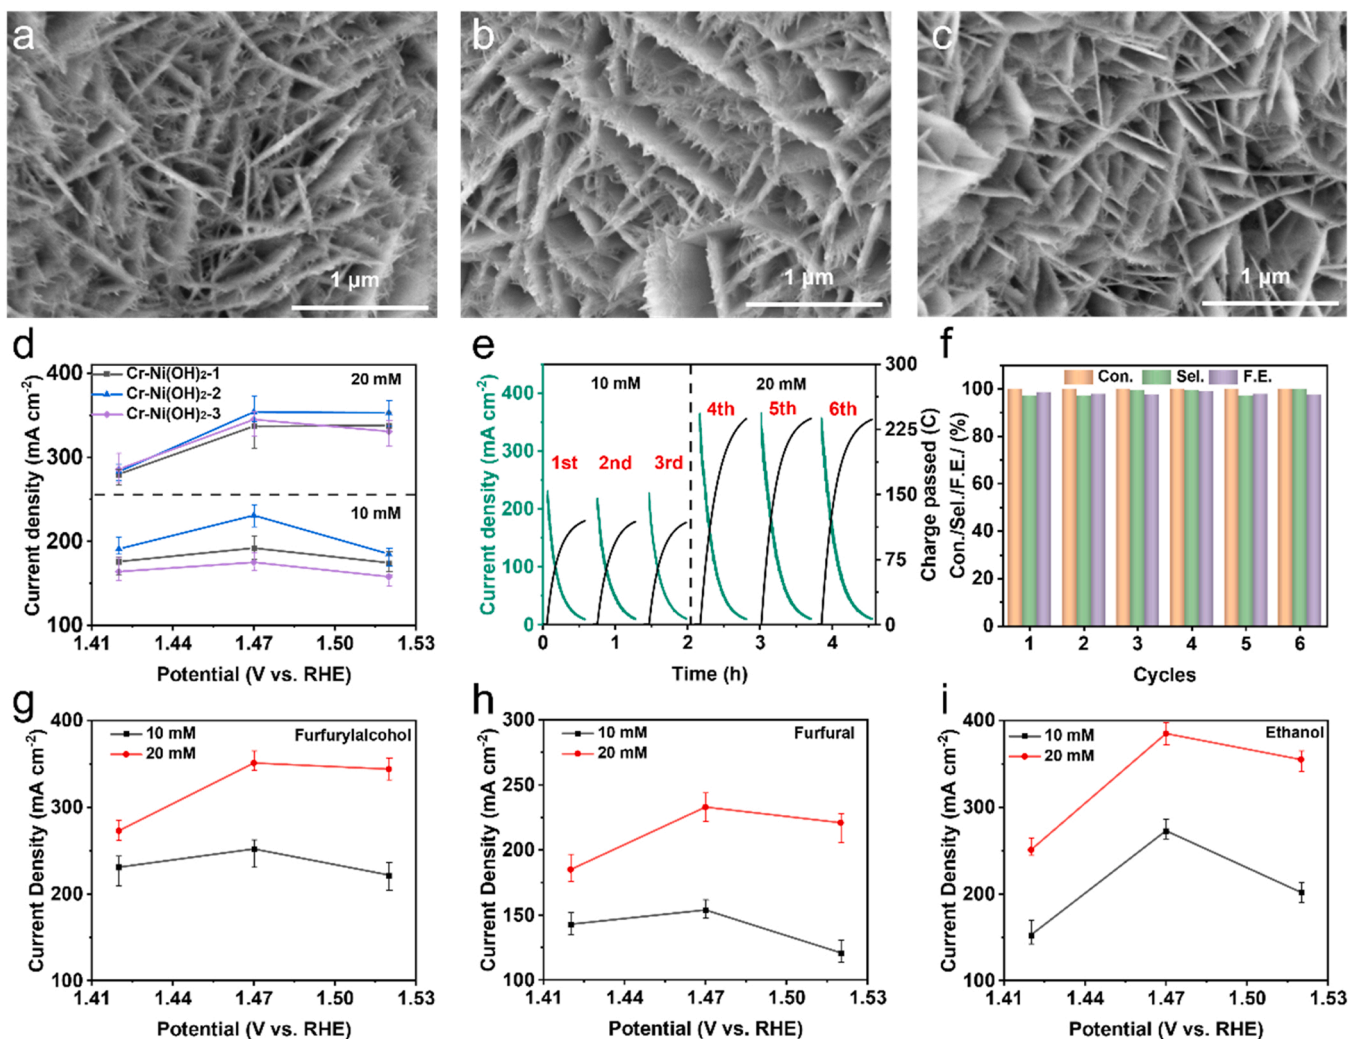 a
b
c
1 μm
1 μm
1 μm
d
400
300
200
100
Cr-Ni(OH)₂-1
Cr-Ni(OH)₂-2
Cr-Ni(OH)₂-3
20 mM
10 mM
1.41 1.44 1.47 1.50 1.53
Potential (V vs. RHE)
Current density (mA cm⁻²)
e
400
300
200
100
0
10 mM
20 mM
1st
2nd
3rd
4th
5th
6th
300
225
150
75
0
0 1 2 3 4
Time (h)
Current density (mA cm⁻²)
Charge passed (C)
f
100
80
60
40
20
0
Con. Sel. F.E.
1 2 3 4 5 6
Cycles
Con./Sel./F.E./ (%)
g
400
300
200
100
10 mM
20 mM
Furfurylalcohol
1.41 1.44 1.47 1.50 1.53
Potential (V vs. RHE)
Current Density (mA cm⁻²)
h
300
250
200
150
100
10 mM
20 mM
Furfural
1.41 1.44 1.47 1.50 1.53
Potential (V vs. RHE)
Current Density (mA cm⁻²)
i
400
300
200
100
10 mM
20 mM
Ethanol
1.41 1.44 1.47 1.50 1.53
Potential (V vs. RHE)
Current Density (mA cm⁻²)